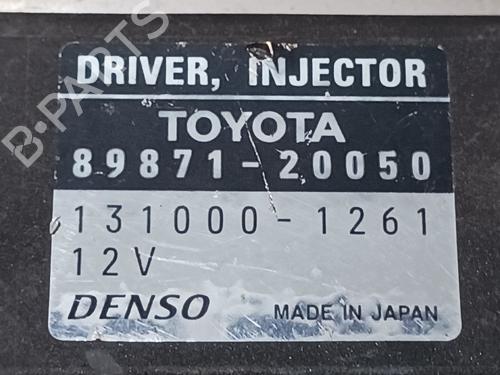 B-PARTS
DRIVER, INJECTOR
TOYOTA
89871-20050
131000-1261
12V
DENSO MADE IN JAPAN